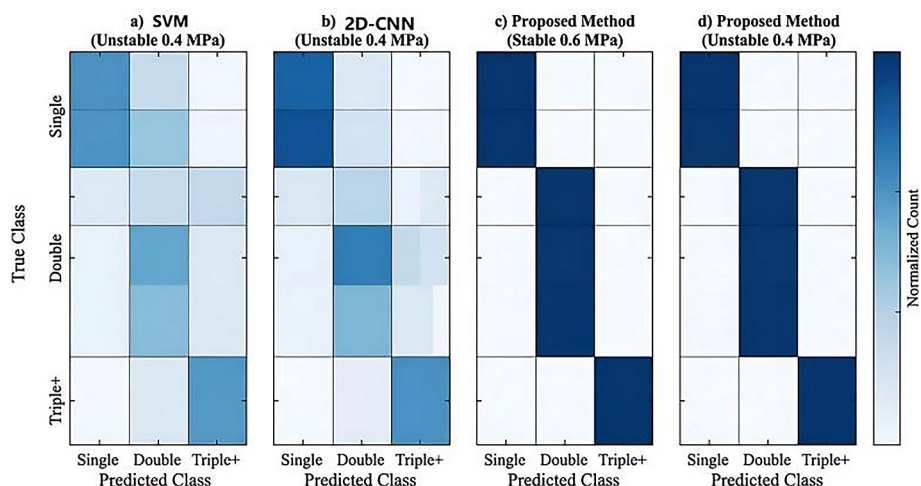 a) SVM
(Unstable 0.4 MPa)
b) 2D-CNN
(Unstable 0.4 MPa)
c) Proposed Method
(Stable 0.6 MPa)
d) Proposed Method
(Unstable 0.4 MPa)
True Class
Single
Double
Triple+
Single Double Triple+
Predicted Class
Single Double Triple+
Predicted Class
Single Double Triple+
Predicted Class
Single Double Triple+
Predicted Class
Normalized Count